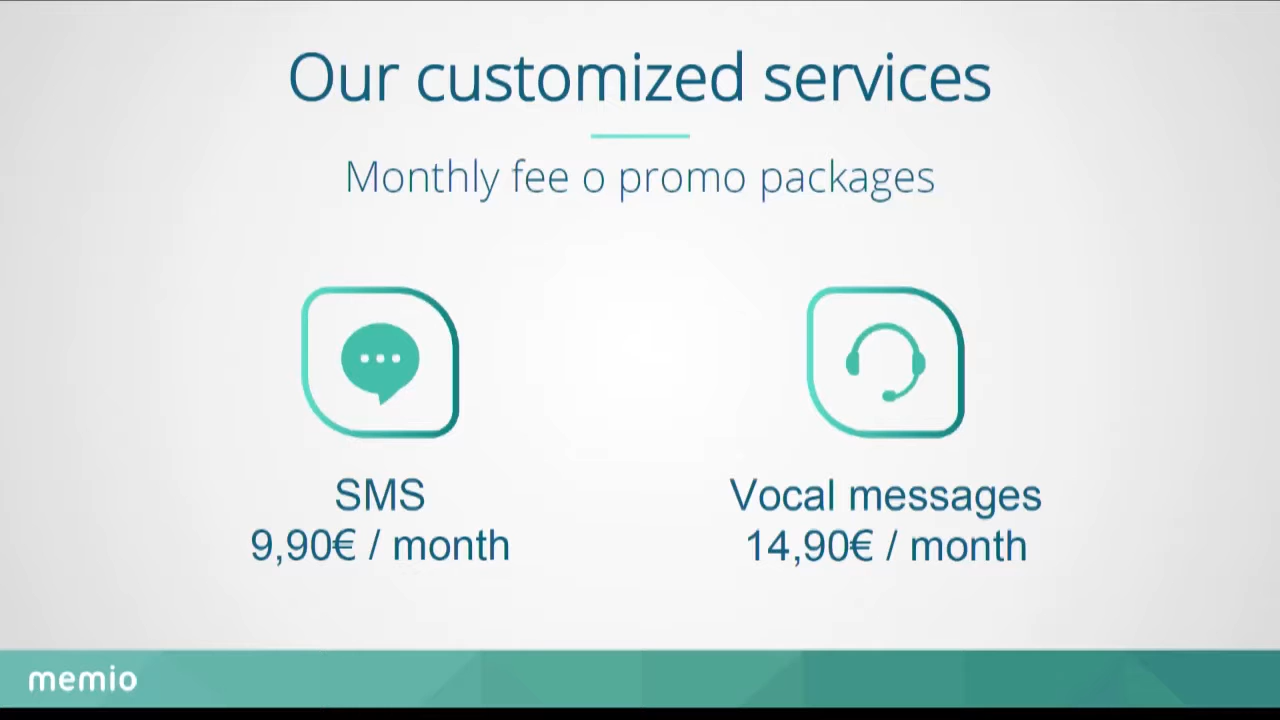 Our customized services
Monthly fee o promo packages
SMS
9,90€ / month
Vocal messages
14,90€ / month
memio